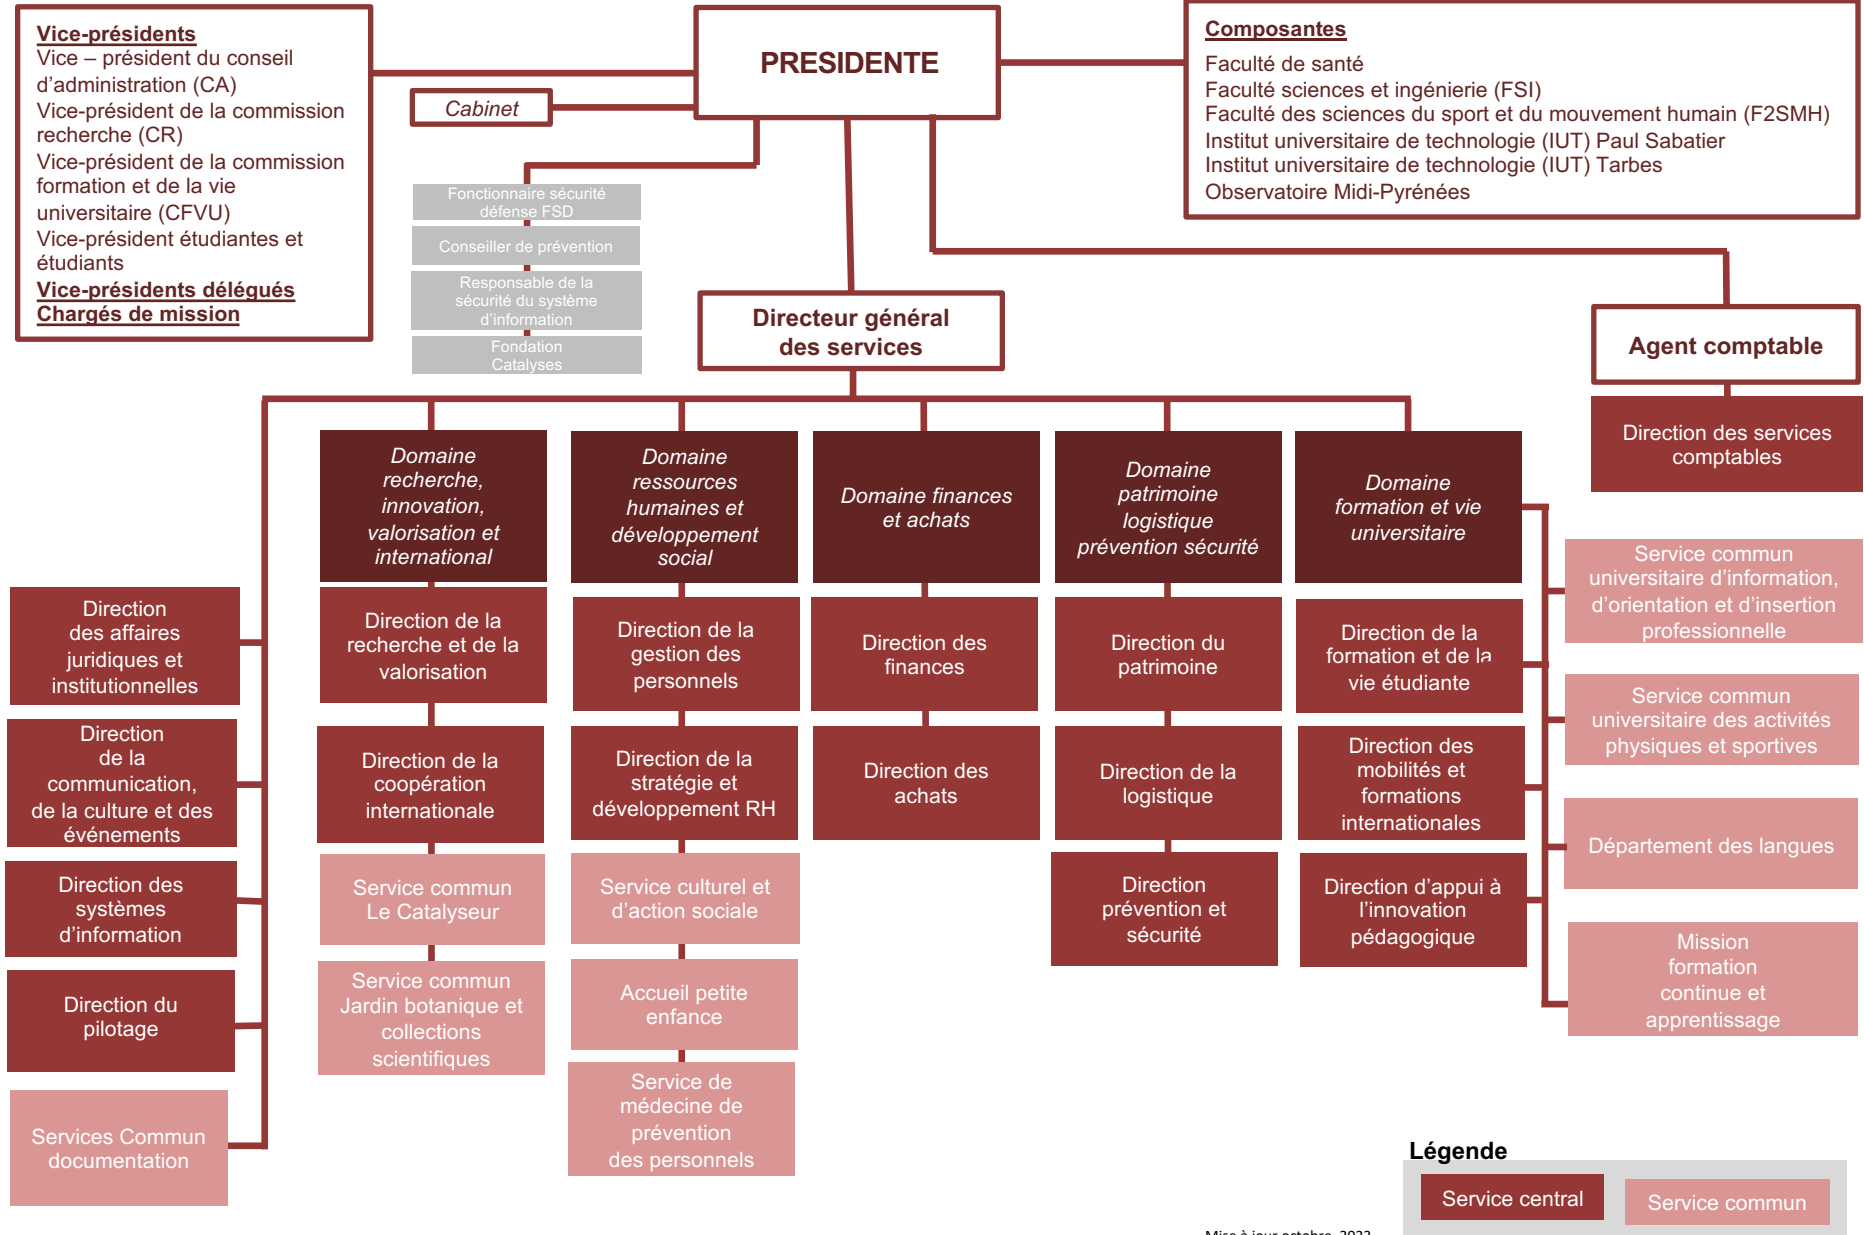 Vice-présidents
Vice – président du conseil
d'administration (CA)
Vice-président de la commission
recherche (CR)
Vice-président de la commission
formation et de la vie
universitaire (CFVU)
Vice-président étudiantes et
étudiants
Vice-présidents délégués
Chargés de mission
PRESIDENTE
Cabinet
Composantes
Faculté de santé
Faculté sciences et ingénierie (FSI)
Faculté des sciences du sport et du mouvement humain (F2SMH)
Institut universitaire de technologie (IUT) Paul Sabatier
Institut universitaire de technologie (IUT) Tarbes
Observatoire Midi-Pyrénées
Fonctionnaire sécurité
défense FSD
Conseiller de prévention
Responsable de la
sécurité du système
d'information
Fondation
Catalyses
Directeur général
des services
Agent comptable
Direction des services
comptables
Domaine
recherche,
innovation,
valorisation et
international
Domaine
ressources
humaines et
développement
social
Domaine finances
et achats
Domaine
patrimoine
logistique
prévention sécurité
Domaine
formation et vie
universitaire
Direction
des affaires
juridiques et
institutionnelles
Direction
de la
communication,
de la culture et des
événements
Direction des
systèmes
d'information
Direction du
pilotage
Services Commun
documentation
Direction de la
recherche et de la
valorisation
Direction de la
coopération
internationale
Service commun
Le Catalyseur
Service commun
Jardin botanique et
collections
scientifiques
Direction de la
gestion des
personnels
Direction de la
stratégie et
développement RH
Service culturel et
d'action sociale
Accueil petite
enfance
Service de
médecine de
prévention
des personnels
Direction des
finances
Direction des
achats
Direction du
patrimoine
Direction de la
logistique
Direction
prévention et
sécurité
Direction de la
formation et de la
vie étudiante
Direction des
mobilités et
formations
internationales
Direction d'appui à
l'innovation
pédagogique
Service commun
universitaire d'information,
d'orientation et d'insertion
professionnelle
Service commun
universitaire des activités
physiques et sportives
Département des langues
Mission
formation
continue et
apprentissage
Légende
Service central
Service commun
Mise à jour octobre 2022